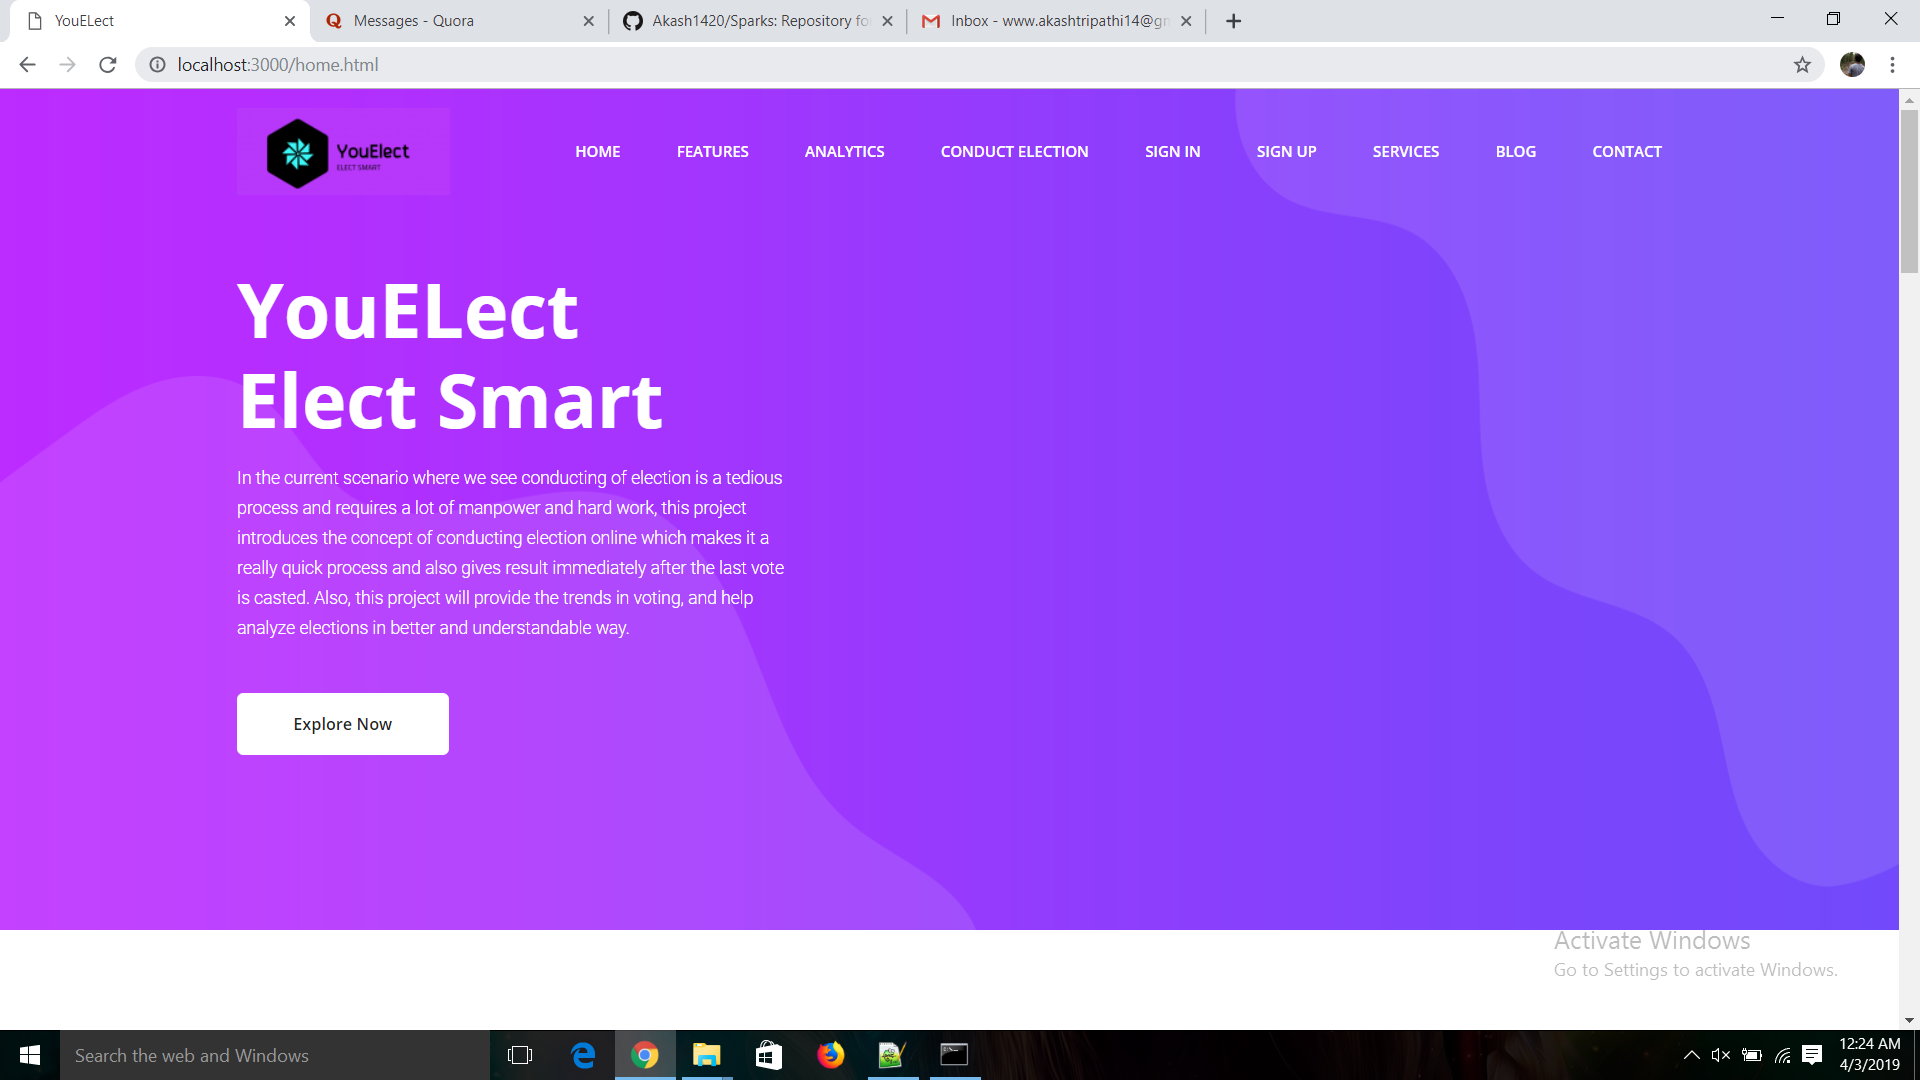 YouELect
Messages - Quora
Akash1420/Sparks: Repository fo
Inbox - www.akashtripathi14@gm
localhost:3000/home.html
YouElect
ELECT SMART
HOME
FEATURES
ANALYTICS
CONDUCT ELECTION
SIGN IN
SIGN UP
SERVICES
BLOG
CONTACT
YouELect
Elect Smart
In the current scenario where we see conducting of election is a tedious
process and requires a lot of manpower and hard work, this project
introduces the concept of conducting election online which makes it a
really quick process and also gives result immediately after the last vote
is casted. Also, this project will provide the trends in voting, and help
analyze elections in better and understandable way.
Explore Now
Activate Windows
Go to Settings to activate Windows.
Search the web and Windows
12:24 AM
4/3/2019